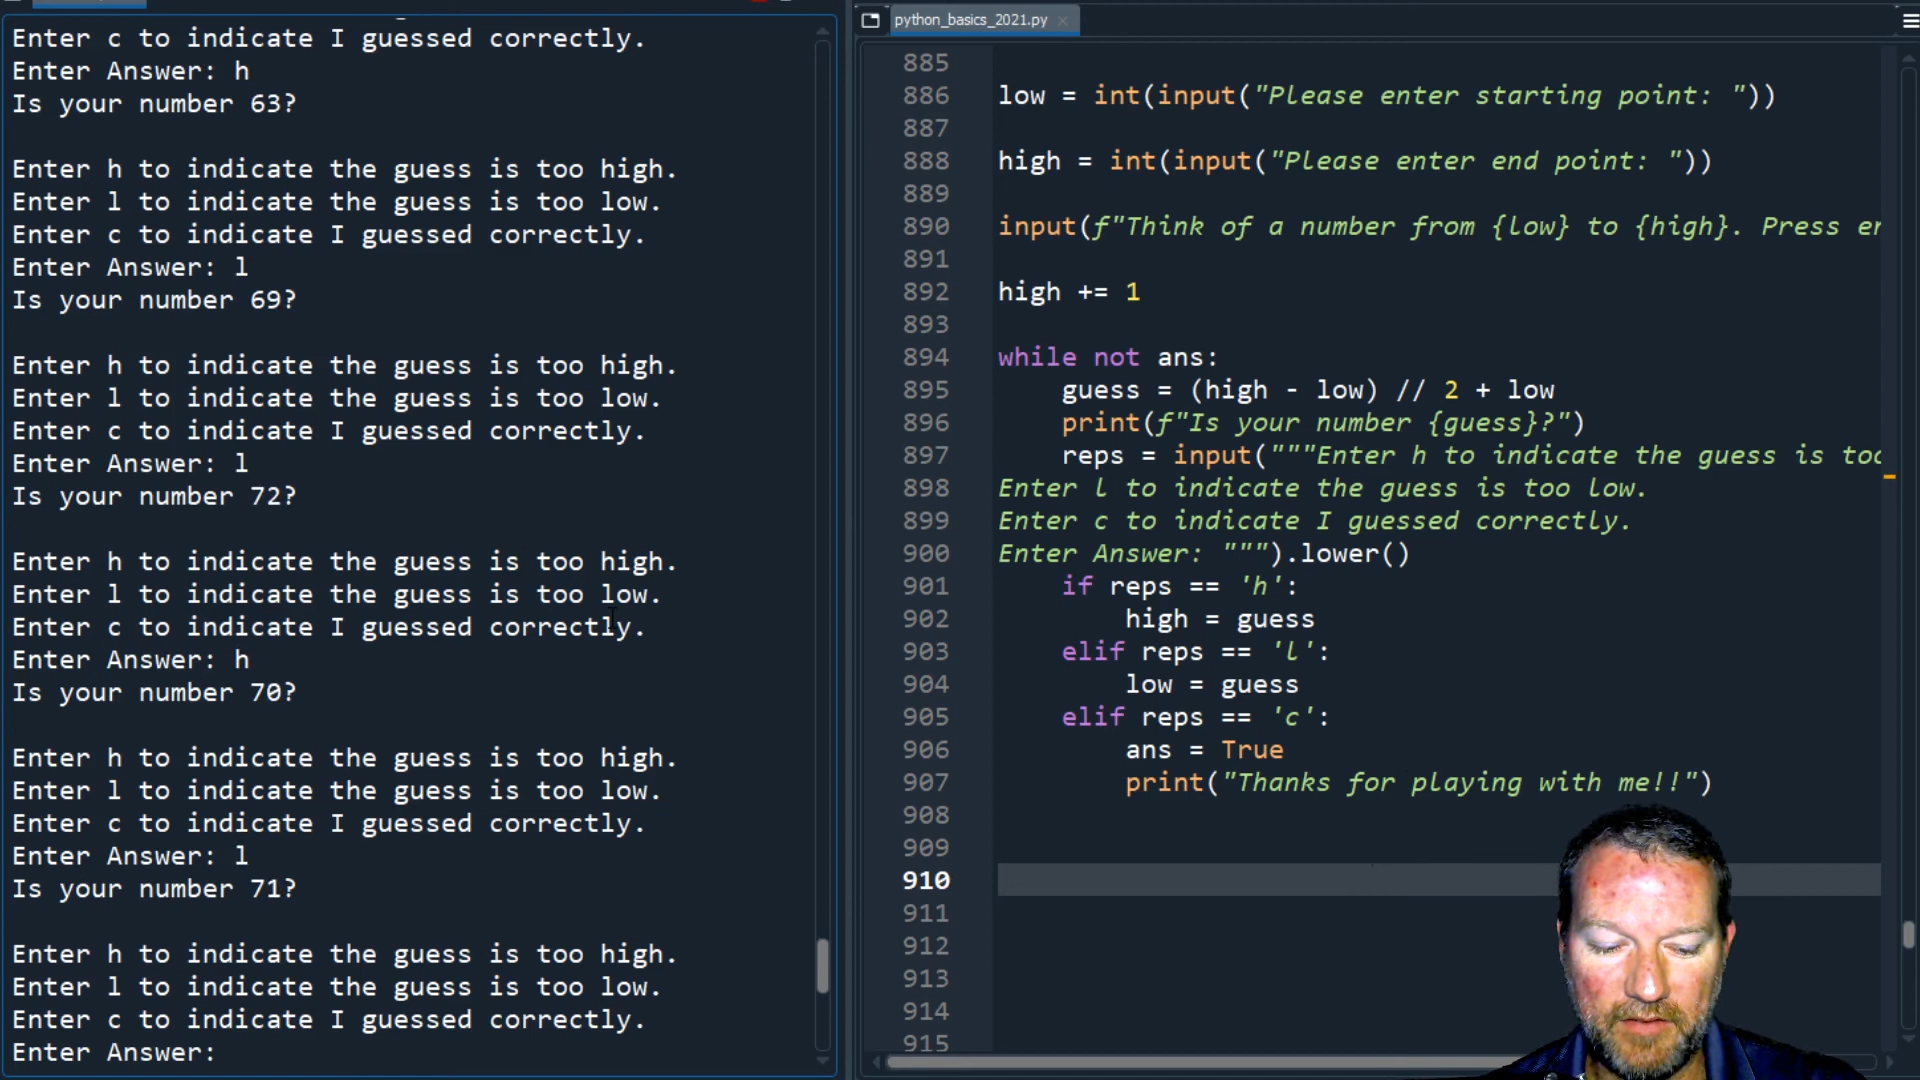 Enter c to indicate I guessed correctly.
Enter Answer: h
Is your number 63?
Enter h to indicate the guess is too high.
Enter l to indicate the guess is too low.
Enter c to indicate I guessed correctly.
Enter Answer: l
Is your number 69?
Enter h to indicate the guess is too high.
Enter l to indicate the guess is too low.
Enter c to indicate I guessed correctly.
Enter Answer: l
Is your number 72?
Enter h to indicate the guess is too high.
Enter l to indicate the guess is too low.
Enter c to indicate I guessed correctly.
Enter Answer: h
Is your number 70?
Enter h to indicate the guess is too high.
Enter l to indicate the guess is too low.
Enter c to indicate I guessed correctly.
Enter Answer: l
Is your number 71?
Enter h to indicate the guess is too high.
Enter l to indicate the guess is too low.
Enter c to indicate I guessed correctly.
Enter Answer:
python_basics_2021.py
885
886 low = int(input("Please enter starting point: "))
887
888 high = int(input("Please enter end point: "))
889
890 input(f"Think of a number from {low} to {high}. Press
891
892 high += 1
893
894 while not ans:
895 guess = (high - low) // 2 + low
896 print(f"Is your number {guess}?")
897 reps = input("""Enter h to indicate the guess is
898 Enter l to indicate the guess is too low.
899 Enter c to indicate I guessed correctly.
900 Enter Answer: """).lower()
901 if reps == 'h':
902 high = guess
903 elif reps == 'l':
904 low = guess
905 elif reps == 'c':
906 ans = True
907 print("Thanks for playing with me!!")
908
909
910
911
912
913
914
915